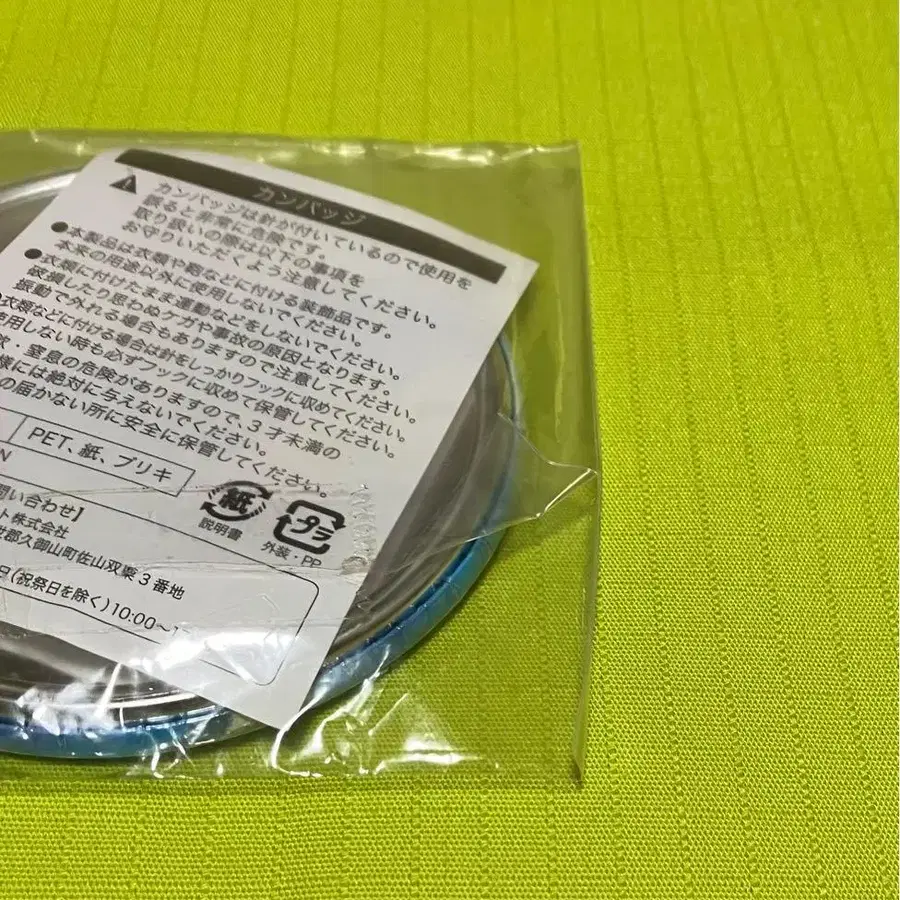 カンバッジ
カンバッジは針が付いているので使用を
誤ると非常に危険です。
取り扱いの際は以下の事項を
お守りいただくよう注意してください。
●本製品は衣類や鞄などに付ける装飾品です。
本来の用途以外に使用しないでください。
●衣類に付けたまま運動などをしないでください。
破損したり思わぬケガや事故の原因となります。
振動で外れる場合もありますので注意してください。
衣類などに付ける場合は針をしっかりフックに収めてください。
使用しない時も必ずフックに収めて保管してください。
・窒息の危険がありますので、3才未満の
様には絶対に与えないでください。
の届かない所に安全に保管してください。
PET、紙、ブリキ
N
問い合わせ】
ト株式会社
世郡久御山町佐山双栗3番地
日(祝祭日を除く)10:00～1
紙
説明書
プラ
外装・PP